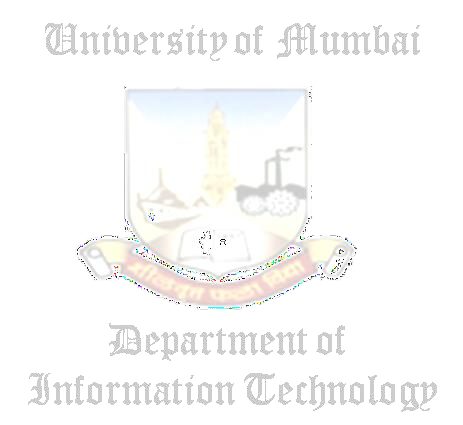 University of Mumbai
Department of
Information Technology